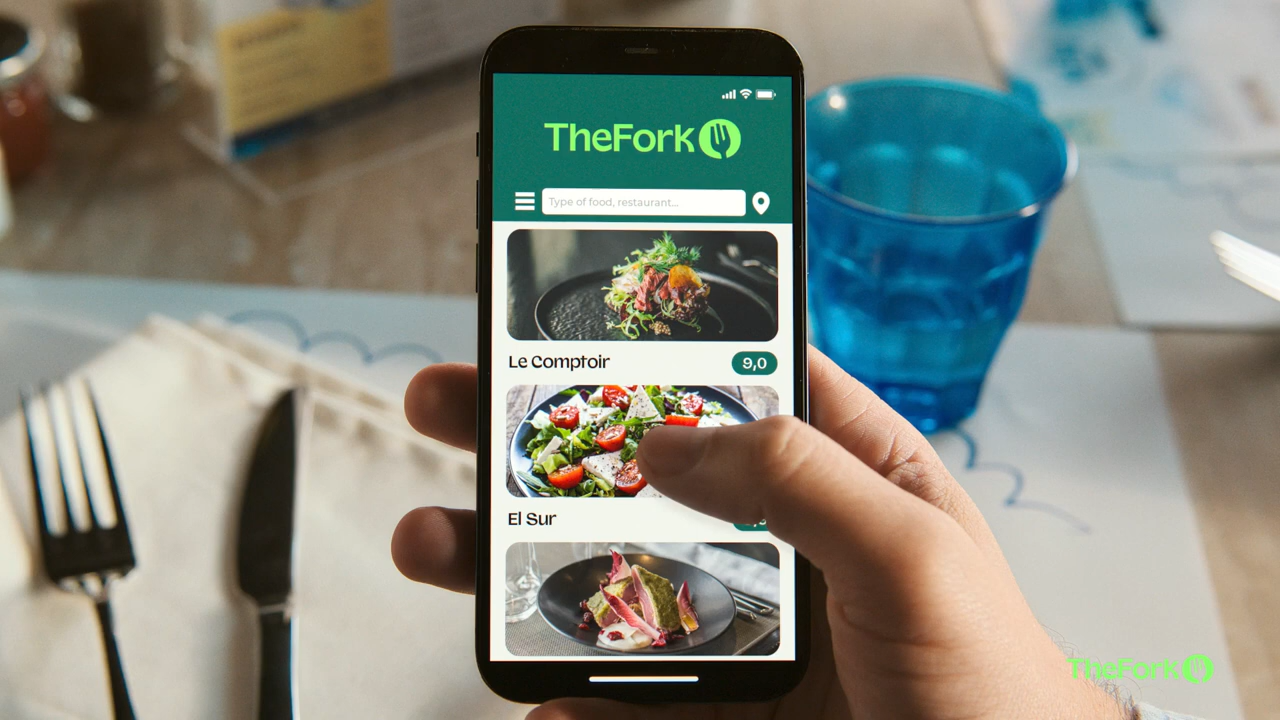 TheFork
Type of food, restaurant...
Le Comptoir
9,0
El Sur
TheFork